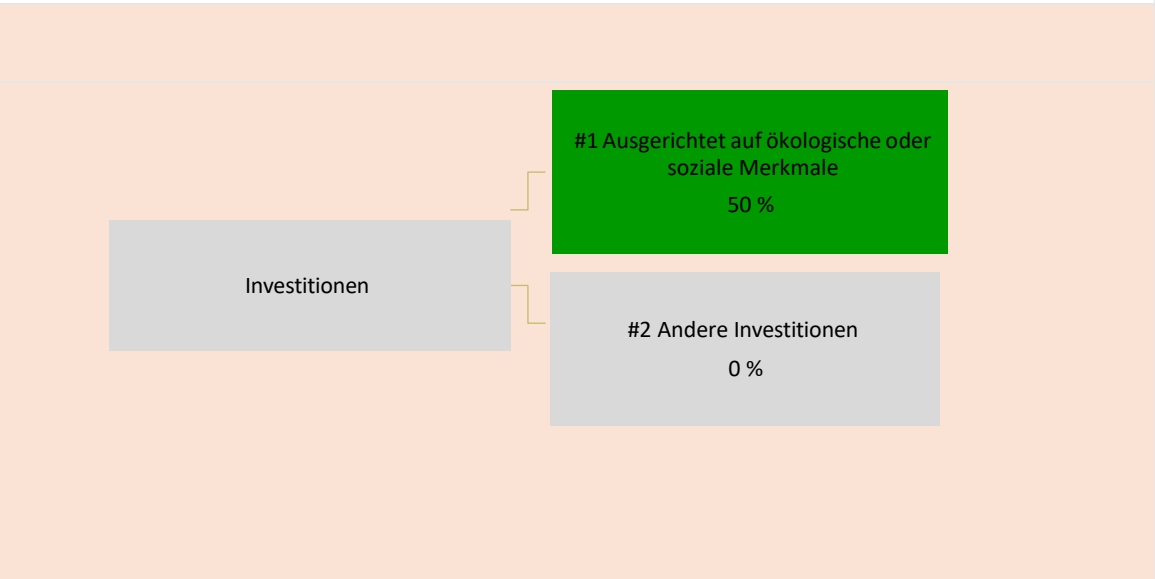 #1 Ausgerichtet auf ökologische oder
soziale Merkmale
50 %
Investitionen
#2 Andere Investitionen
0 %